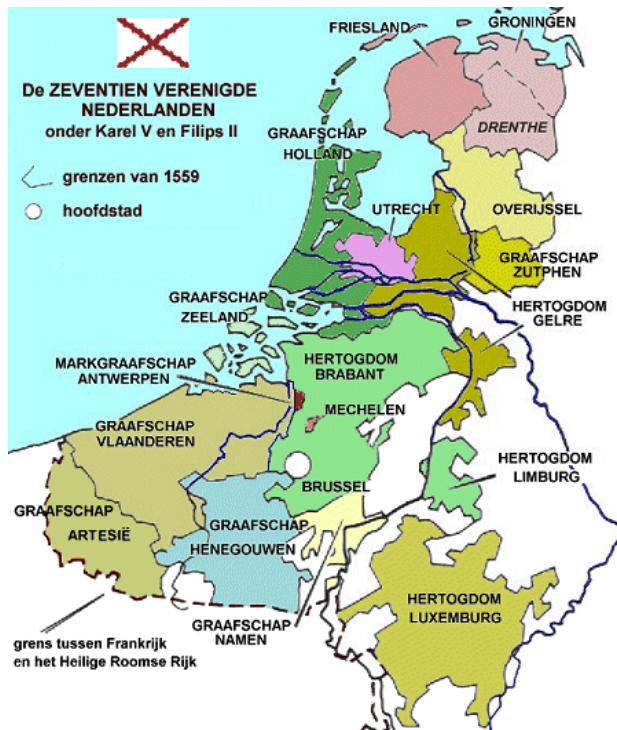 De ZEVENTIEN VERENIGDE
NEDERLANDEN
onder Karel V en Filips II
grenzen van 1559
hoofdstad
FRIESLAND
GRONINGEN
DRENTHE
GRAAFSCHAP
HOLLAND
UTRECHT
OVERIJSSEL
GRAAFSCHAP
ZUTPHEN
GRAAFSCHAP
ZEELAND
HERTOGDOM
GELRE
MARKGRAAFSCHAP
ANTWERPEN
HERTOGDOM
BRABANT
MECHELEN
GRAAFSCHAP
VLAANDEREN
HERTOGDOM
LIMBURG
BRUSSEL
GRAAFSCHAP
ARTESIË
GRAAFSCHAP
HENEGOUWEN
HERTOGDOM
LUXEMBURG
GRAAFSCHAP
NAMEN
grens tussen Frankrijk
en het Heilige Roomse Rijk